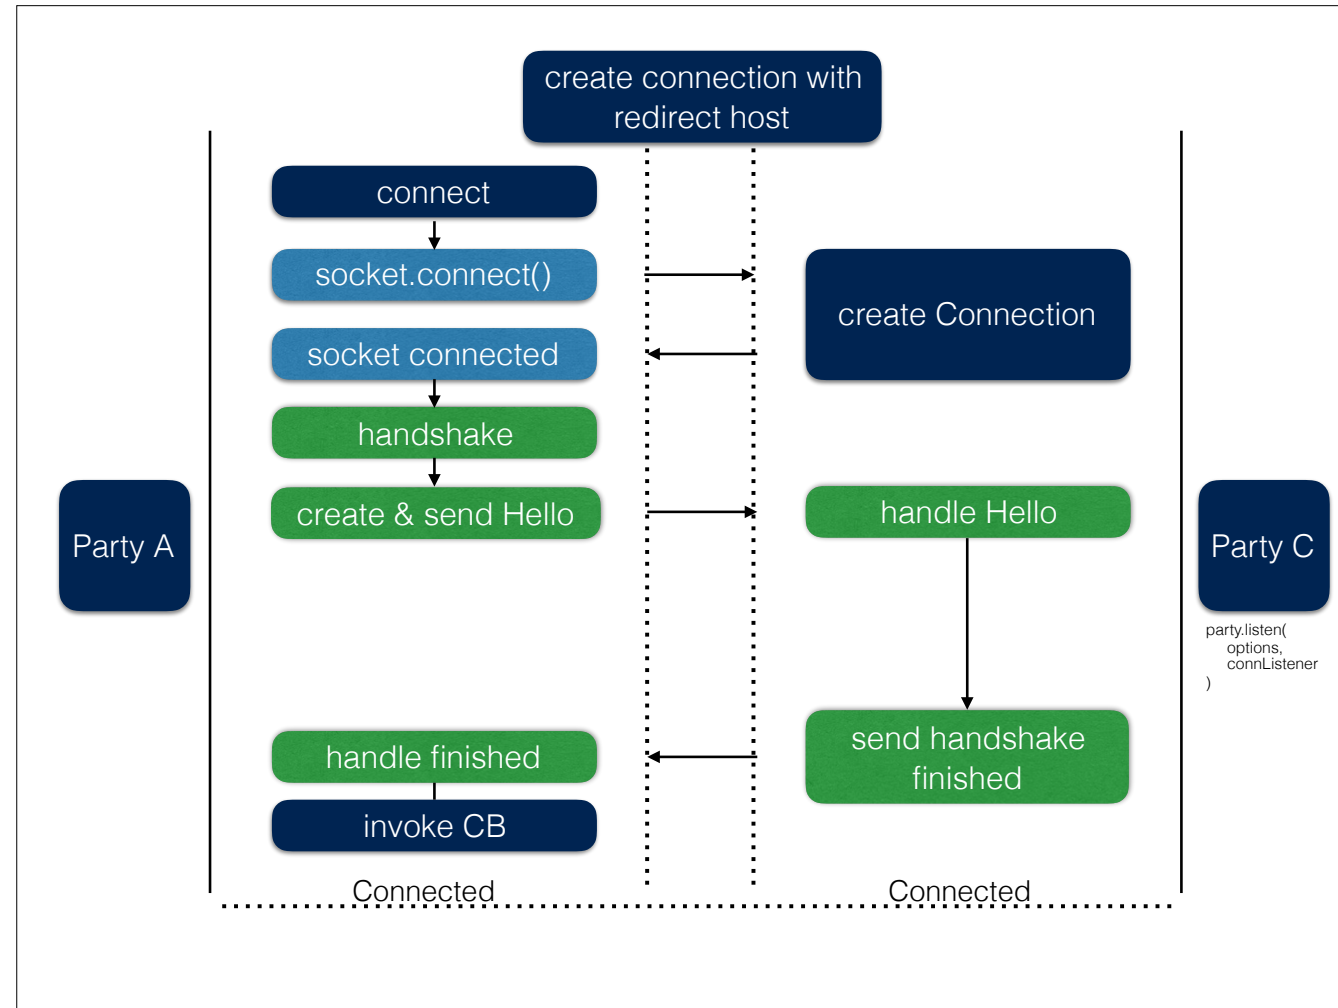 create connection with
redirect host
connect
socket.connect()
create Connection
socket connected
handshake
create & send Hello
handle Hello
Party A
Party C
party.listen(
options,
connListener
)
send handshake
finished
handle finished
invoke CB
Connected
Connected